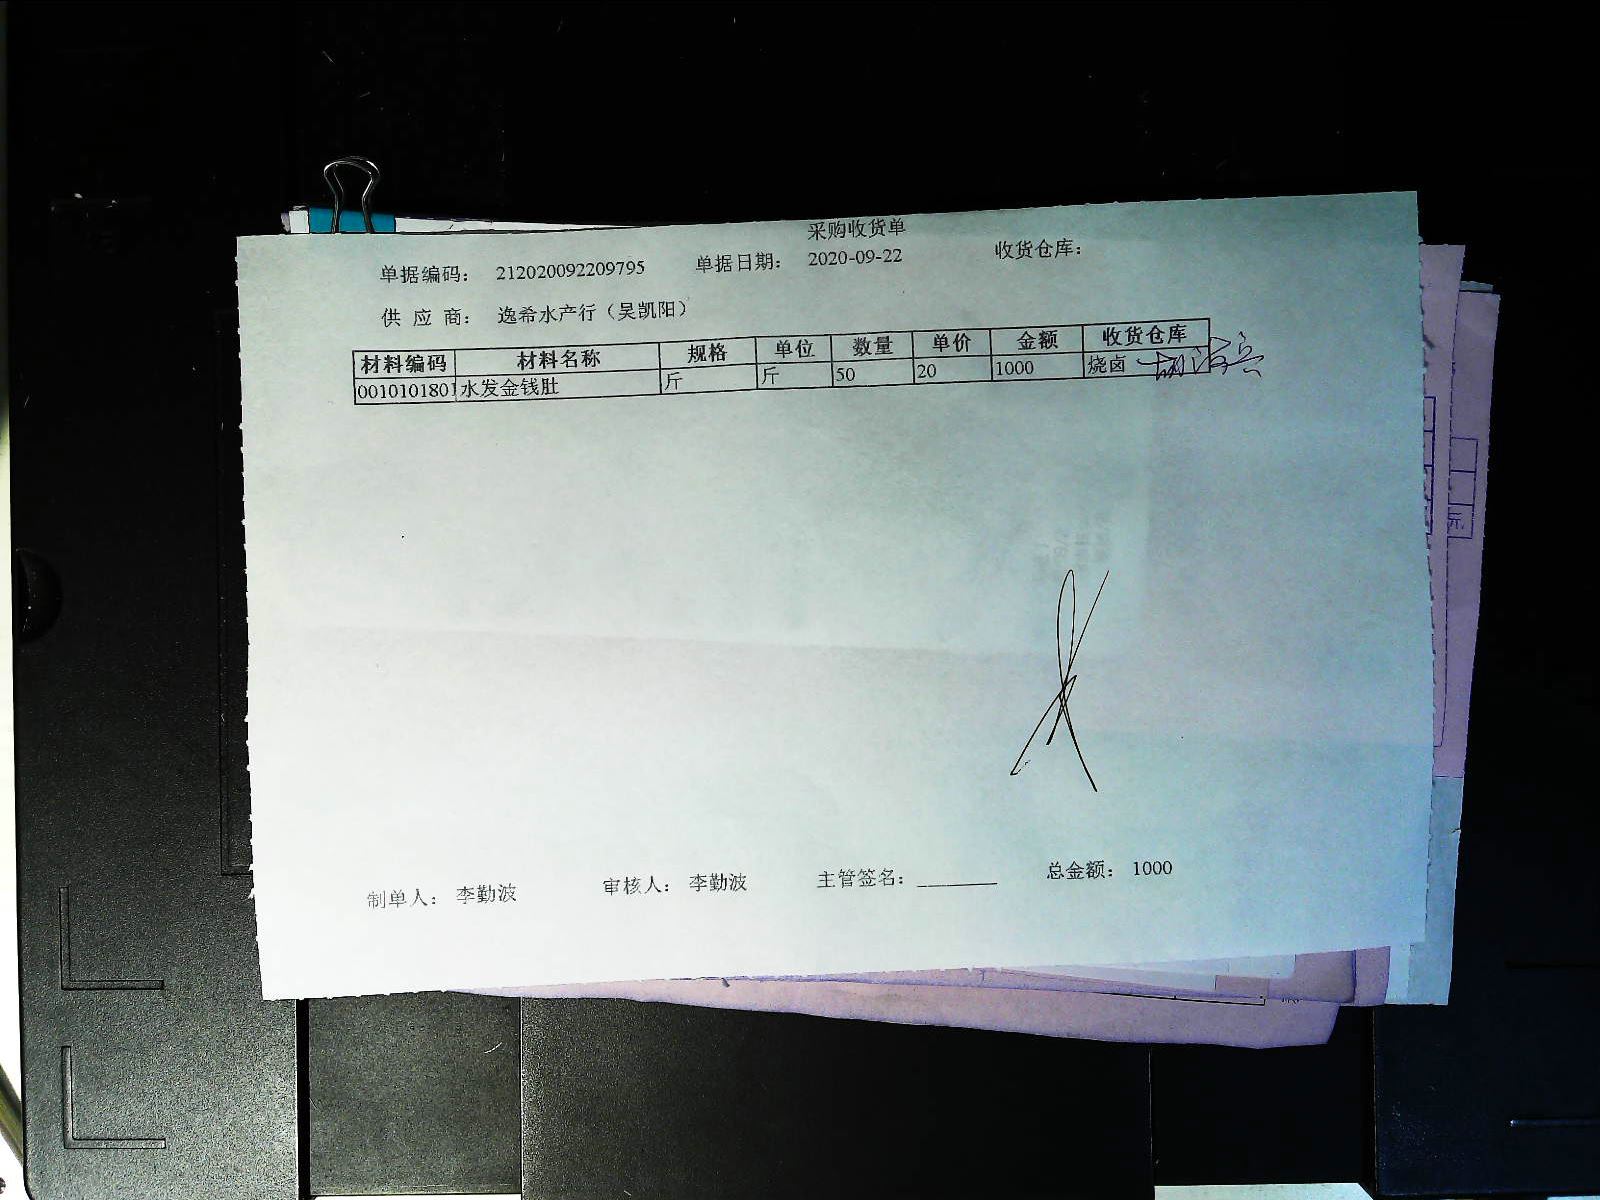 采购收货单
单据编码： 212020092209795 单据日期： 2020-09-22 收货仓库：
供 应 商： 逸希水产行（吴凯阳）
材料编码 材料名称 规格 单位 数量 单价 金额 收货仓库
0010101801 水发金钱肚 斤 斤 50 20 1000 烧卤
制单人： 李勤波 审核人： 李勤波 主管签名： 总金额： 1000